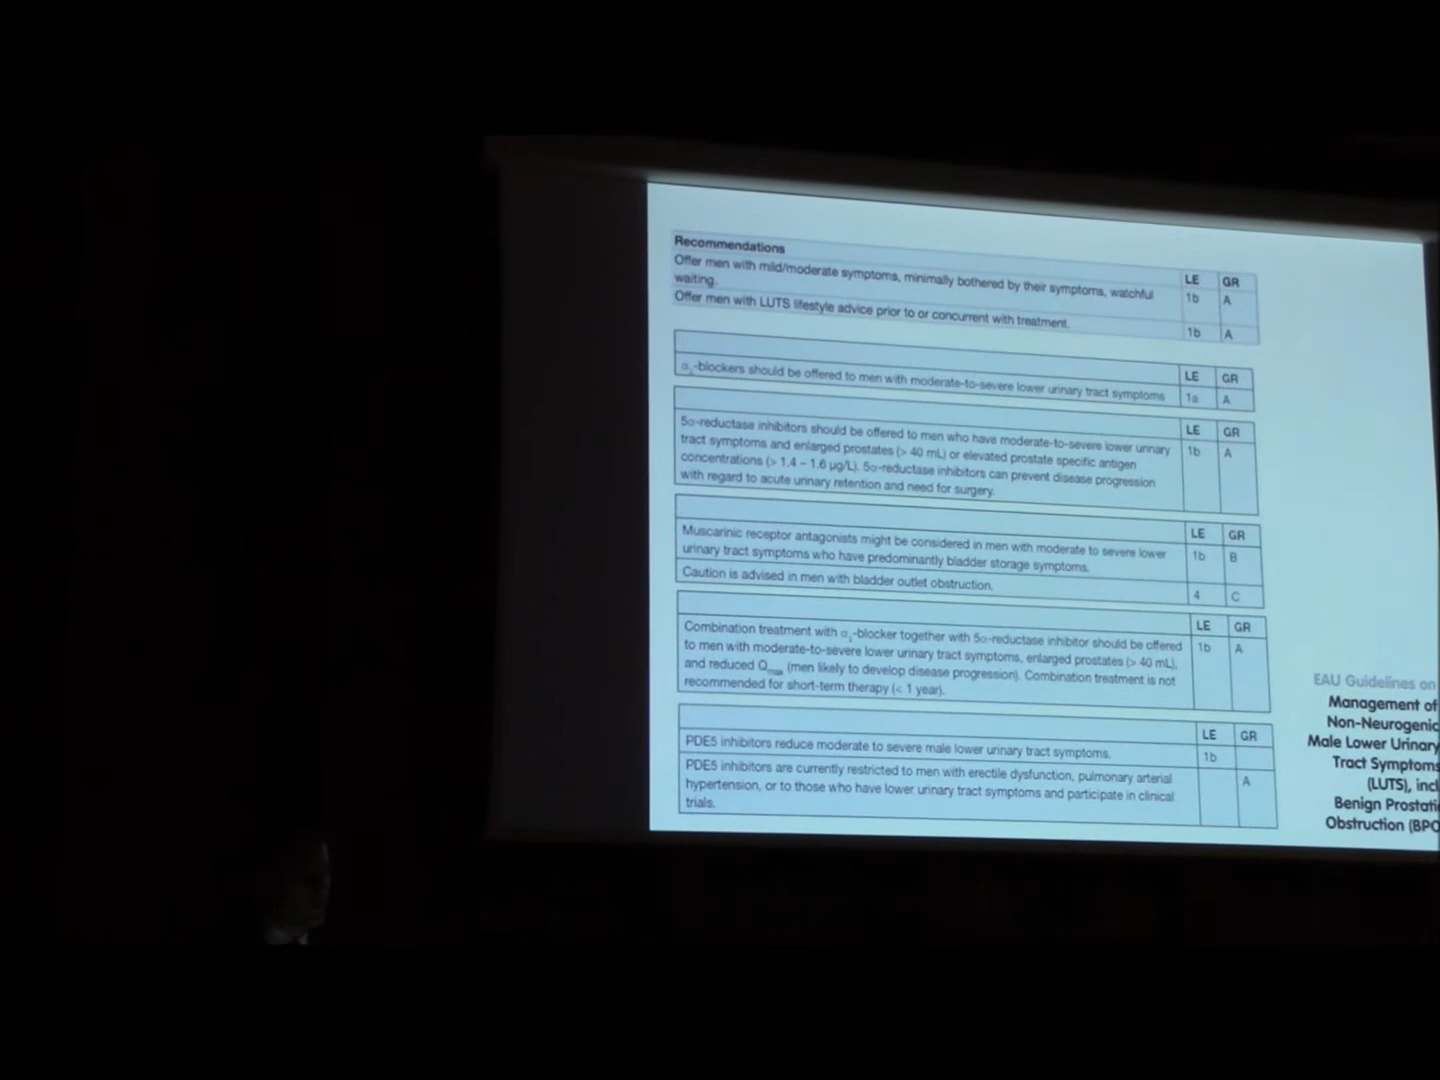 Recommendations
LE GR
Offer men with mild/moderate symptoms, minimally bothered by their symptoms, watchful
waiting. 1b A
Offer men with LUTS lifestyle advice prior to or concurrent with treatment. 1b A
LE GR
α₁-blockers should be offered to men with moderate-to-severe lower urinary tract symptoms 1a A
LE GR
5α-reductase inhibitors should be offered to men who have moderate-to-severe lower urinary 1b A
tract symptoms and enlarged prostates (> 40 mL) or elevated prostate specific antigen
concentrations (> 1.4 – 1.6 μg/L). 5α-reductase inhibitors can prevent disease progression
with regard to acute urinary retention and need for surgery.
LE GR
Muscarinic receptor antagonists might be considered in men with moderate to severe lower 1b B
urinary tract symptoms who have predominantly bladder storage symptoms.
Caution is advised in men with bladder outlet obstruction. 4 C
LE GR
Combination treatment with α₁-blocker together with 5α-reductase inhibitor should be offered 1b A
to men with moderate-to-severe lower urinary tract symptoms, enlarged prostates (> 40 mL),
and reduced Qmax (men likely to develop disease progression). Combination treatment is not
recommended for short-term therapy (< 1 year).
LE GR
PDE5 inhibitors reduce moderate to severe male lower urinary tract symptoms. 1b
PDE5 inhibitors are currently restricted to men with erectile dysfunction, pulmonary arterial A
hypertension, or to those who have lower urinary tract symptoms and participate in clinical
trials.
EAU Guidelines on
Management of
Non-Neurogenic
Male Lower Urinary
Tract Symptoms
(LUTS), incl
Benign Prostati
Obstruction (BPO